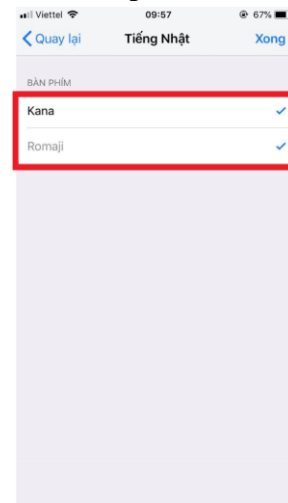 Viettel 09:57 67%
Quay lại Tiếng Nhật Xong
BÀN PHÍM
Kana
Romaji